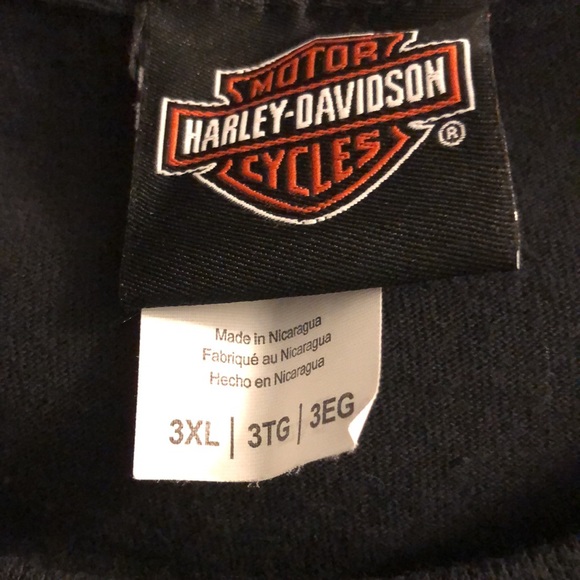 MOTOR
HARLEY-DAVIDSON
CYCLES ®
Made in Nicaragua
Fabriqué au Nicaragua
Hecho en Nicaragua
3XL | 3TG | 3EG